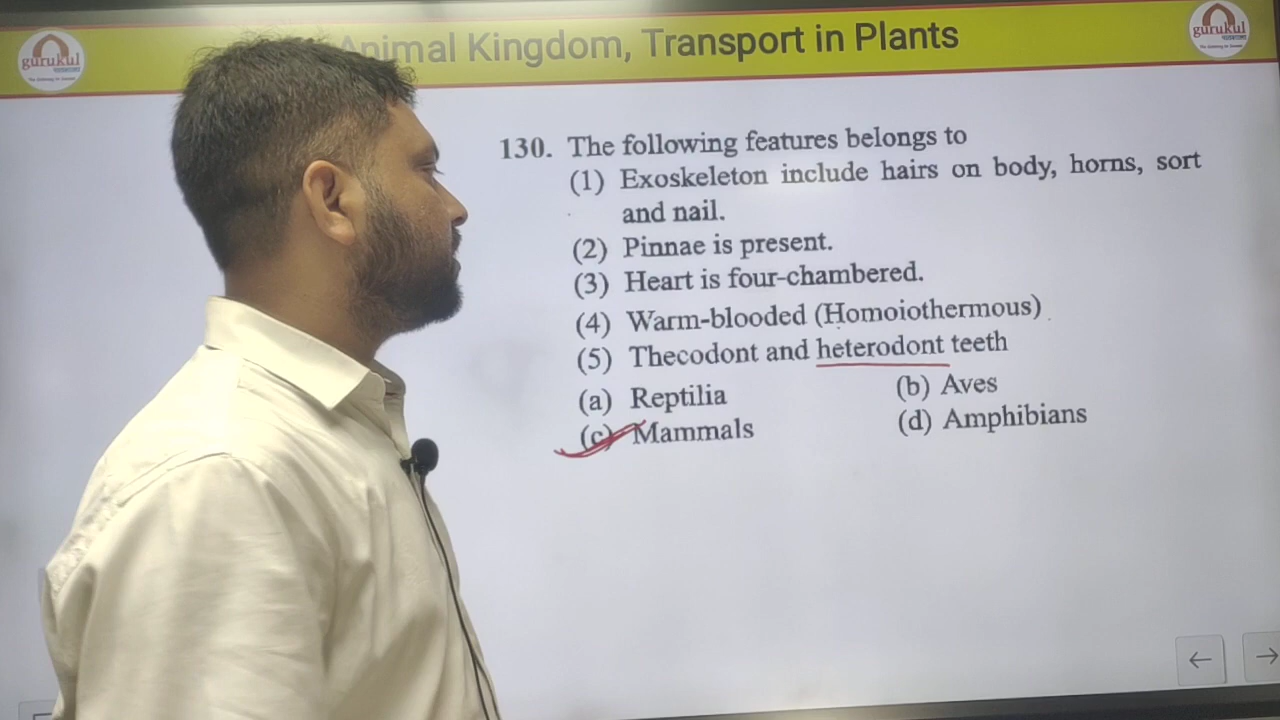 gurukul
Animal Kingdom, Transport in Plants
gurukul
130. The following features belongs to
(1) Exoskeleton include hairs on body, horns, sort
and nail.
(2) Pinnae is present.
(3) Heart is four-chambered.
(4) Warm-blooded (Homoiothermous)
(5) Thecodont and heterodont teeth
(a) Reptilia (b) Aves
(c) Mammals (d) Amphibians